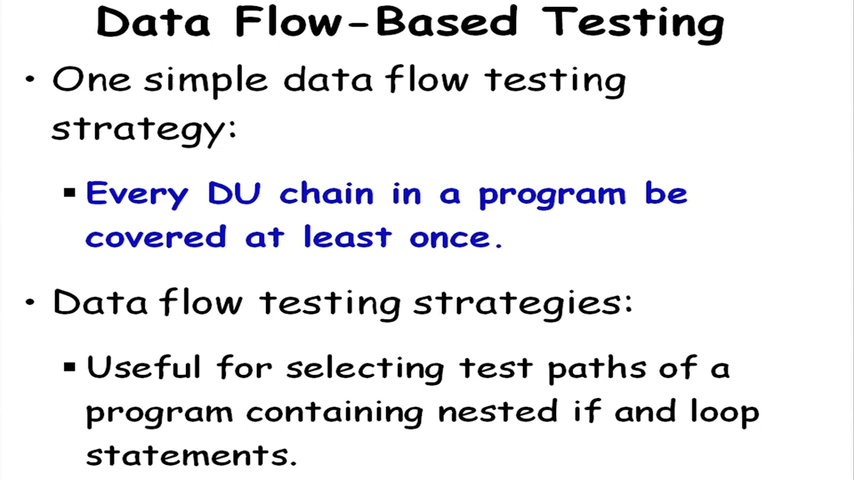 Data Flow-Based Testing
• One simple data flow testing
strategy:
▪ Every DU chain in a program be
covered at least once.
• Data flow testing strategies:
▪ Useful for selecting test paths of a
program containing nested if and loop
statements.